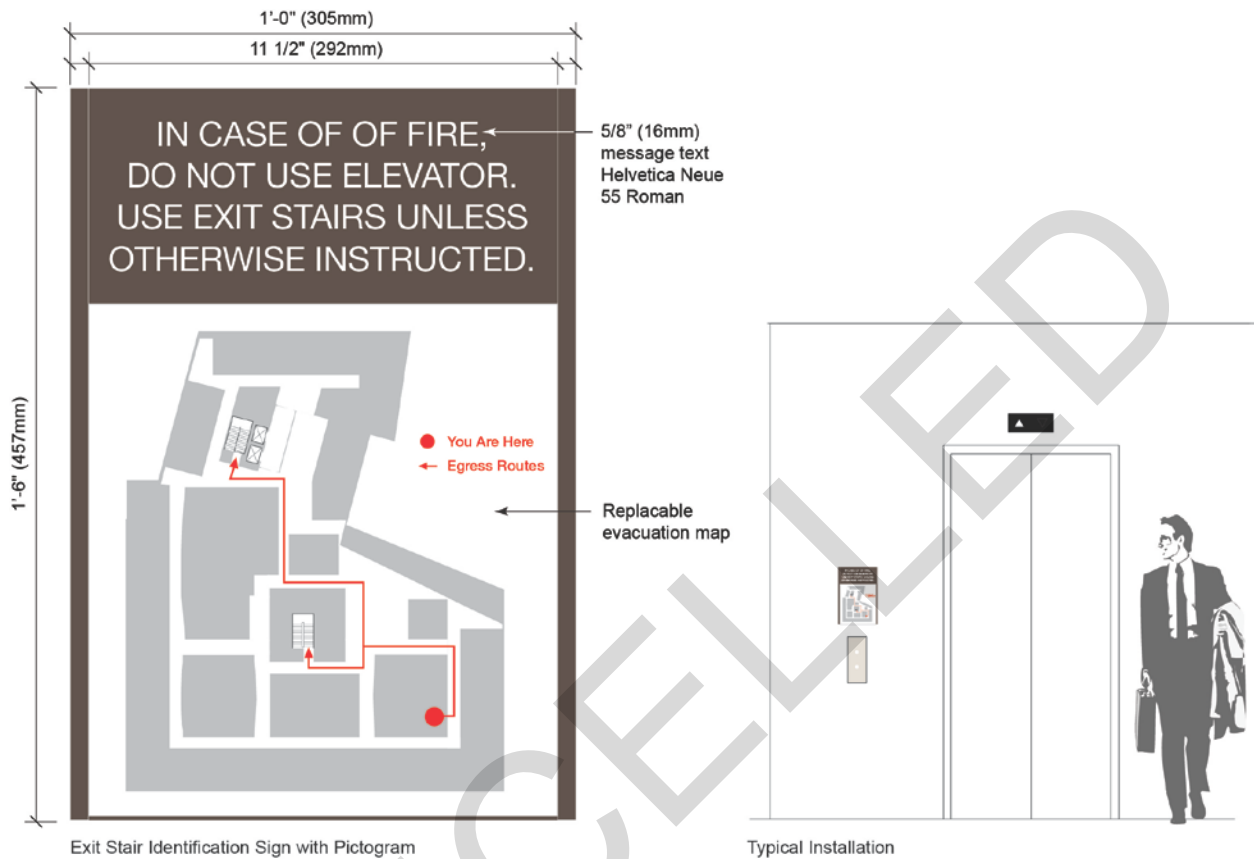 1'-0" (305mm)
11 1/2" (292mm)
1'-6" (457mm)
IN CASE OF OF FIRE,
DO NOT USE ELEVATOR.
USE EXIT STAIRS UNLESS
OTHERWISE INSTRUCTED.
5/8" (16mm)
message text
Helvetica Neue
55 Roman
You Are Here
Egress Routes
Replacable
evacuation map
Exit Stair Identification Sign with Pictogram
Typical Installation
CELLED